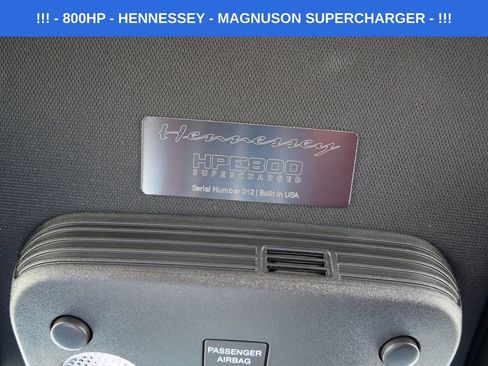 !!! - 800HP - HENNESSEY - MAGNUSON SUPERCHARGER - !!!
Hennessey
HPE800
SUPERCHARGED
Serial Number 012 | Built in USA
PASSENGER
AIRBAG